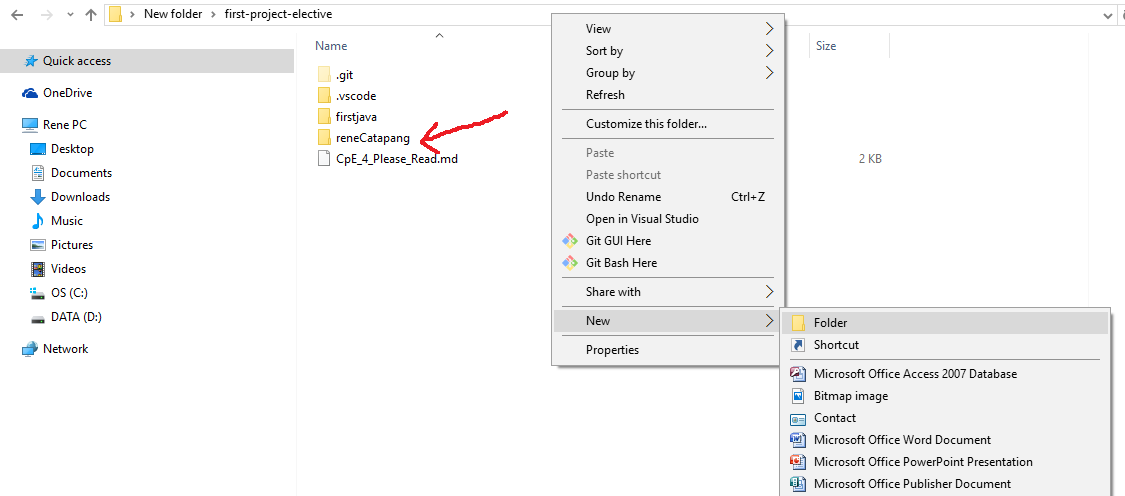 New folder > first-project-elective
Name
Size
Quick access
OneDrive
Rene PC
Desktop
Documents
Downloads
Music
Pictures
Videos
OS (C:)
DATA (D:)
Network
.git
.vscode
firstjava
reneCatapang
CpE_4_Please_Read.md
2 KB
View
Sort by
Group by
Refresh
Customize this folder...
Paste
Paste shortcut
Undo Rename Ctrl+Z
Open in Visual Studio
Git GUI Here
Git Bash Here
Share with
New
Properties
Folder
Shortcut
Microsoft Office Access 2007 Database
Bitmap image
Contact
Microsoft Office Word Document
Microsoft Office PowerPoint Presentation
Microsoft Office Publisher Document